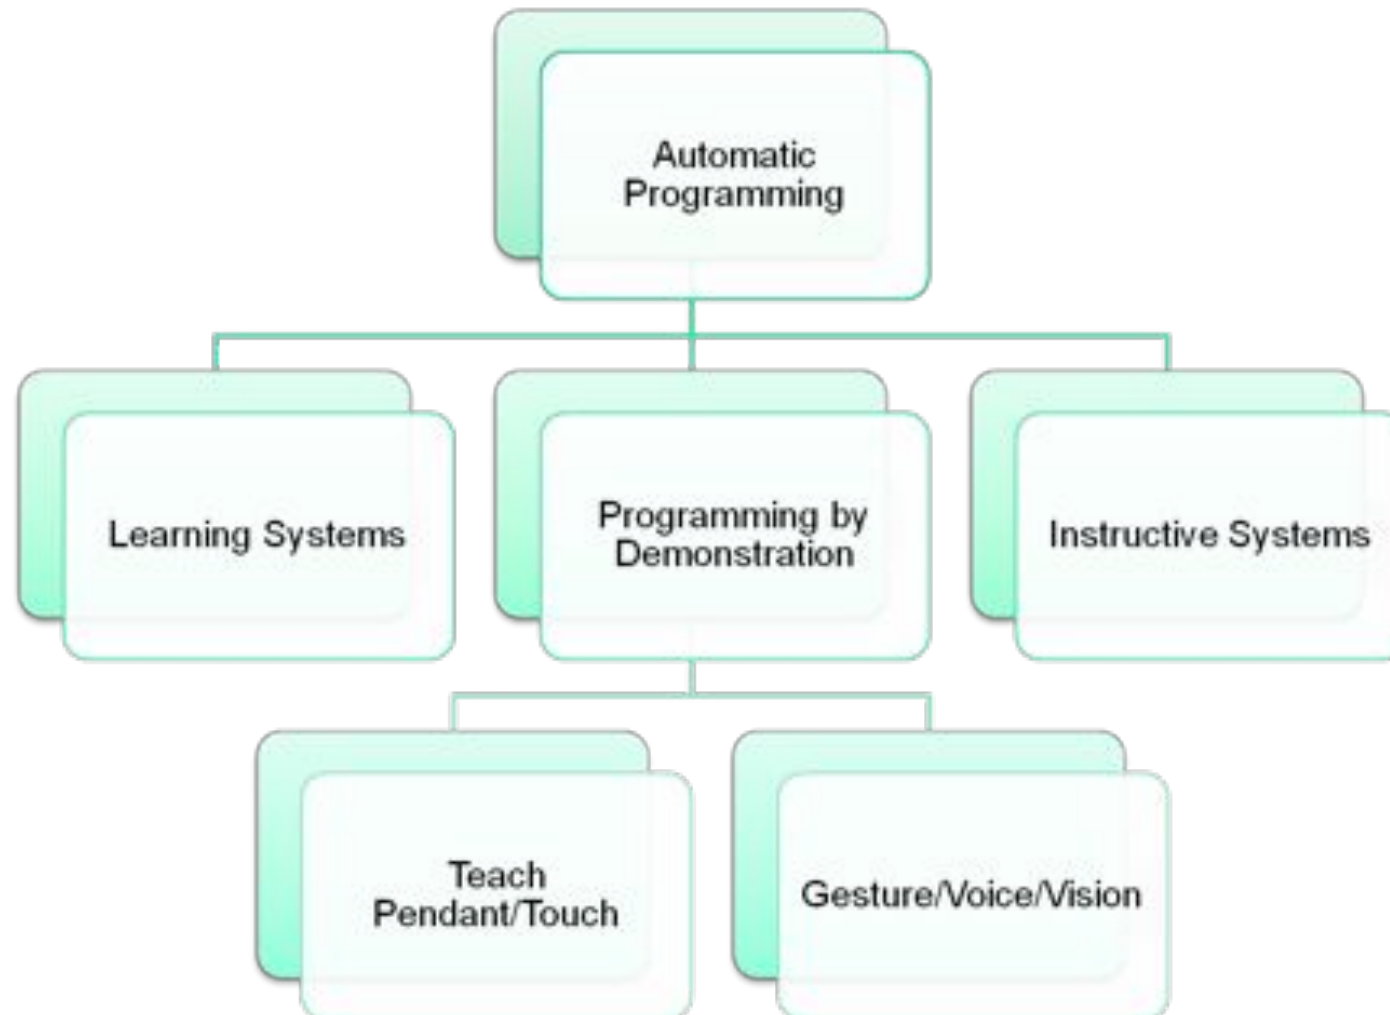 Automatic
Programming
Learning Systems
Programming by
Demonstration
Instructive Systems
Teach
Pendant/Touch
Gesture/Voice/Vision